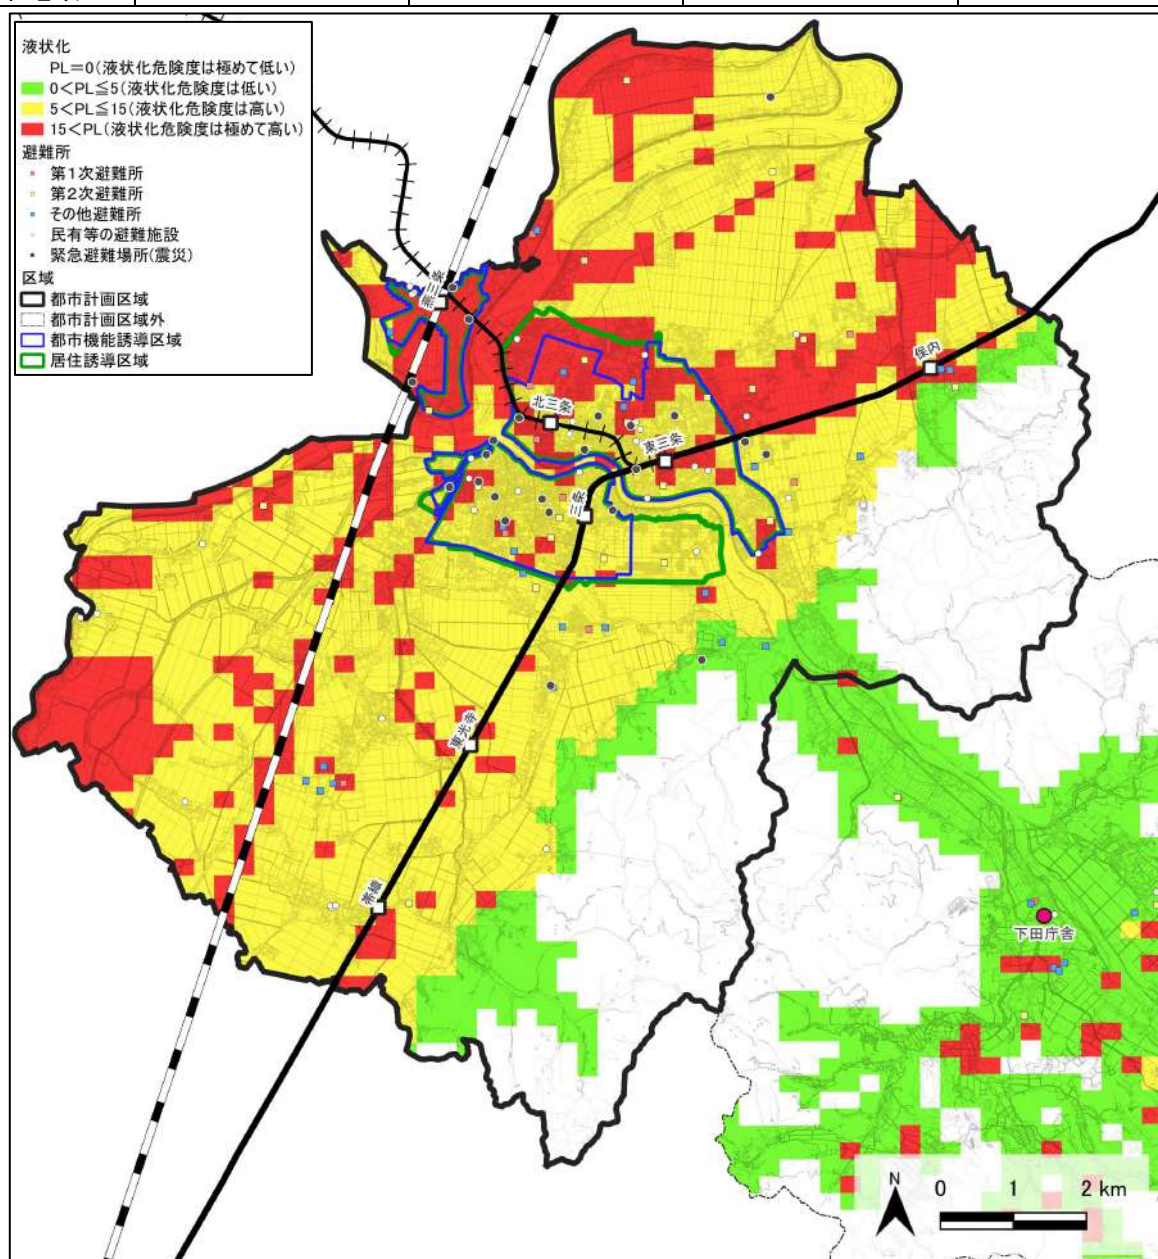 液状化
PL=0(液状化危険度は極めて低い)
0<PL≦5(液状化危険度は低い)
5<PL≦15(液状化危険度は高い)
15<PL(液状化危険度は極めて高い)
避難所
第1次避難所
第2次避難所
その他避難所
民有等の避難施設
緊急避難場所(震災)
区域
都市計画区域
都市計画区域外
都市機能誘導区域
居住誘導区域
燕三条
保内
北三条
東三条
三条
東光寺
帯織
下田庁舎
N
0 1 2 km